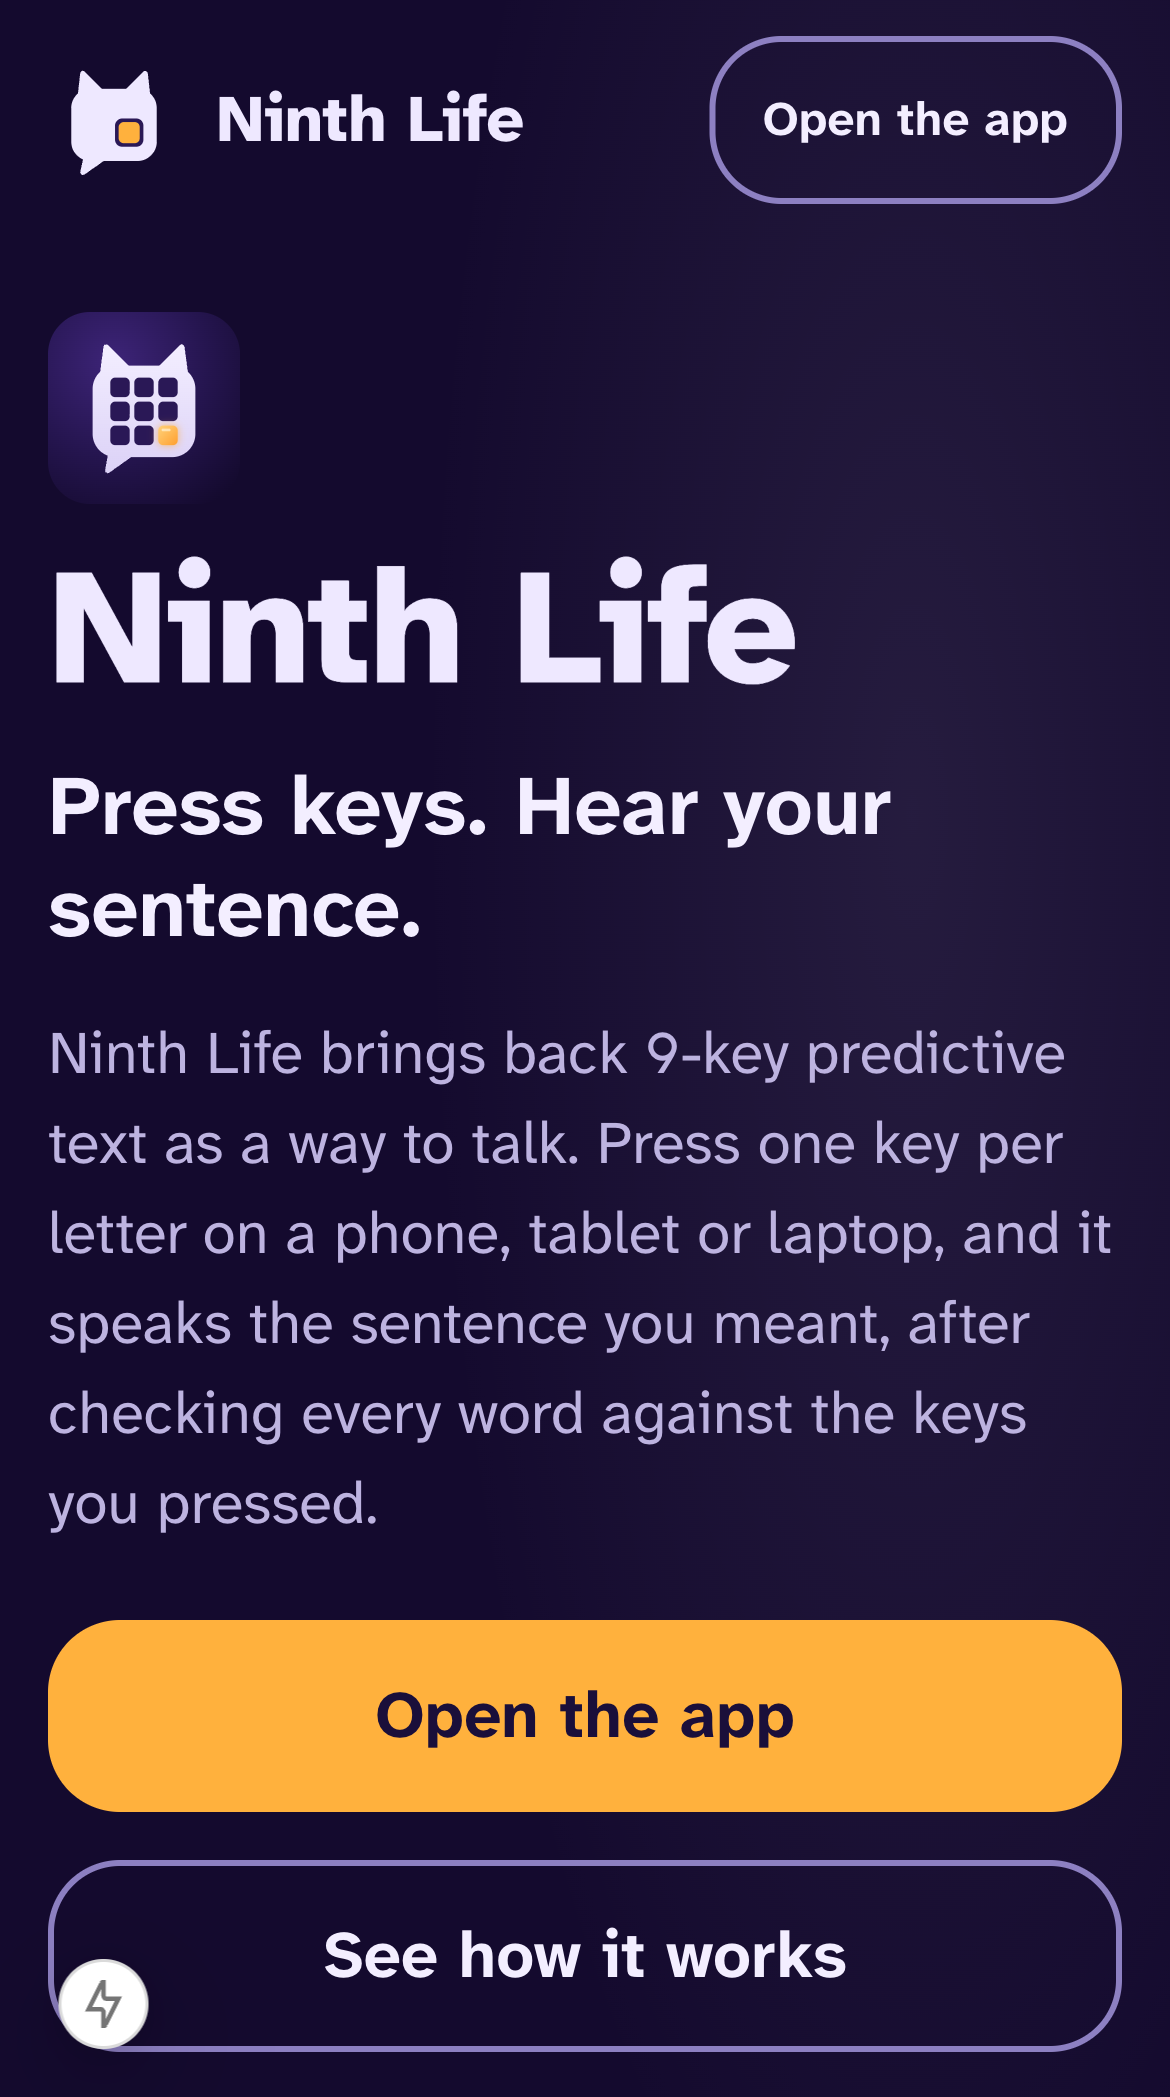 Ninth Life
Open the app
Ninth Life
Press keys. Hear your
sentence.
Ninth Life brings back 9-key predictive
text as a way to talk. Press one key per
letter on a phone, tablet or laptop, and it
speaks the sentence you meant, after
checking every word against the keys
you pressed.
Open the app
See how it works